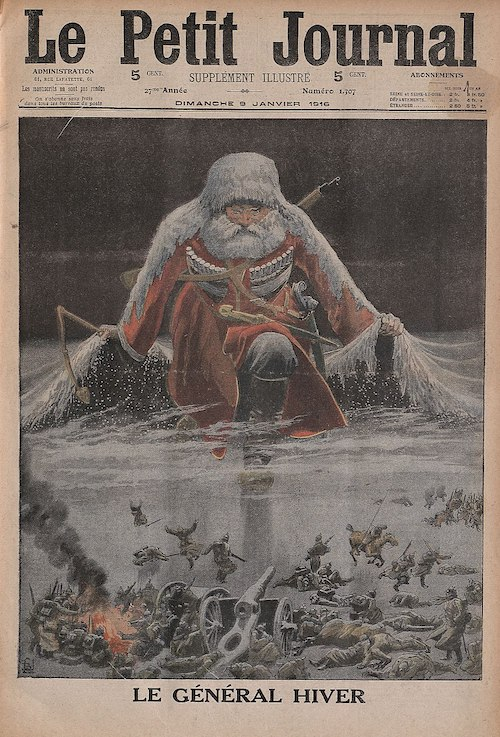 Le Petit Journal
ADMINISTRATION
61, RUE LAFAYETTE, 61
Les manuscrits ne sont pas rendus
On s'abonne sans frais
dans tous les bureaux de poste
5 CENT. SUPPLÉMENT ILLUSTRÉ 5 CENT.
27me Année Numéro 1.307
DIMANCHE 9 JANVIER 1916
ABONNEMENTS
SEINE et SEINE-ET-OISE
DÉPARTEMENTS
ÉTRANGER
LE GÉNÉRAL HIVER